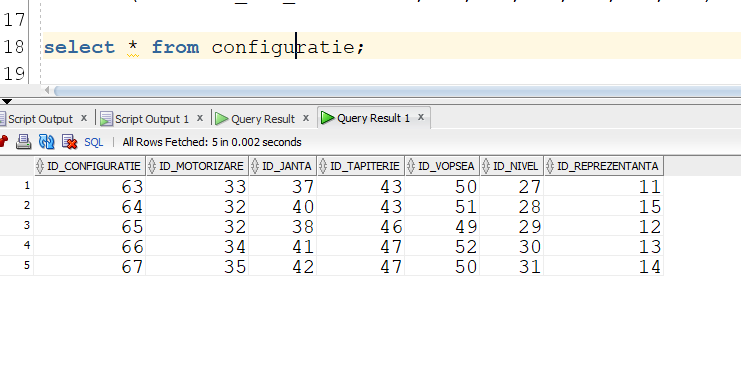 17
18 select * from configuratie;
19
Script Output x Script Output 1 x Query Result x Query Result 1 x
SQL | All Rows Fetched: 5 in 0.002 seconds
ID_CONFIGURATIE ID_MOTORIZARE ID_JANTA ID_TAPITERIE ID_VOPSEA ID_NIVEL ID_REPREZENTANTA
1 63 33 37 43 50 27 11
2 64 32 40 43 51 28 15
3 65 32 38 46 49 29 12
4 66 34 41 47 52 30 13
5 67 35 42 47 50 31 14